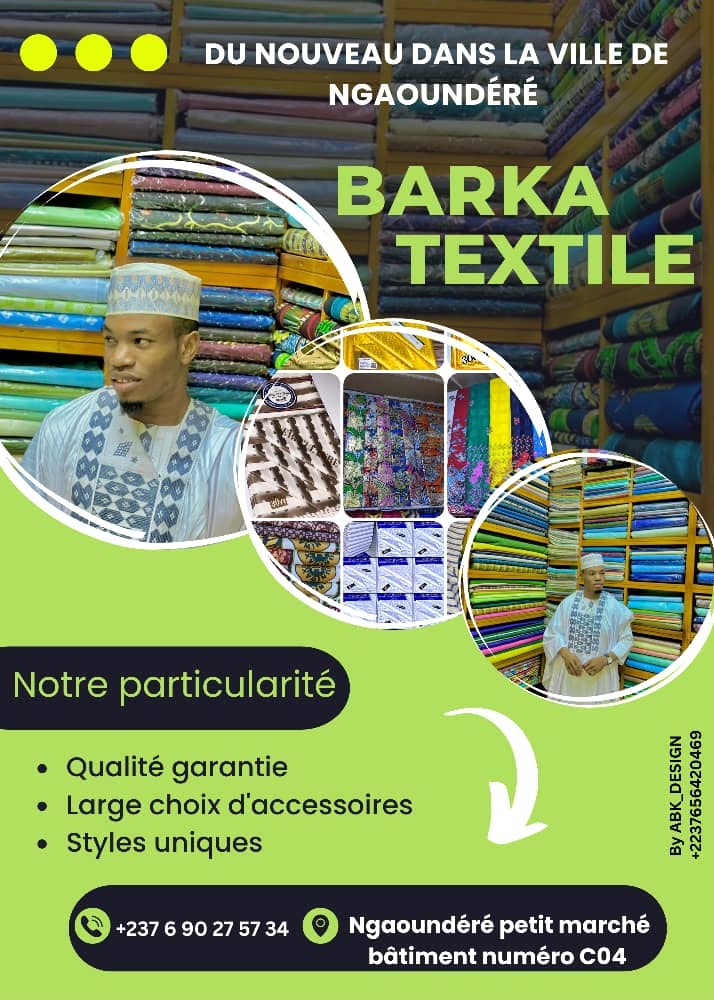 DU NOUVEAU DANS LA VILLE DE
NGAOUNDÉRÉ
BARKA
TEXTILE
Notre particularité
• Qualité garantie
• Large choix d'accessoires
• Styles uniques
By ABK_DESIGN
+2237656420469
+237 6 90 27 57 34
Ngaoundéré petit marché
bâtiment numéro C04